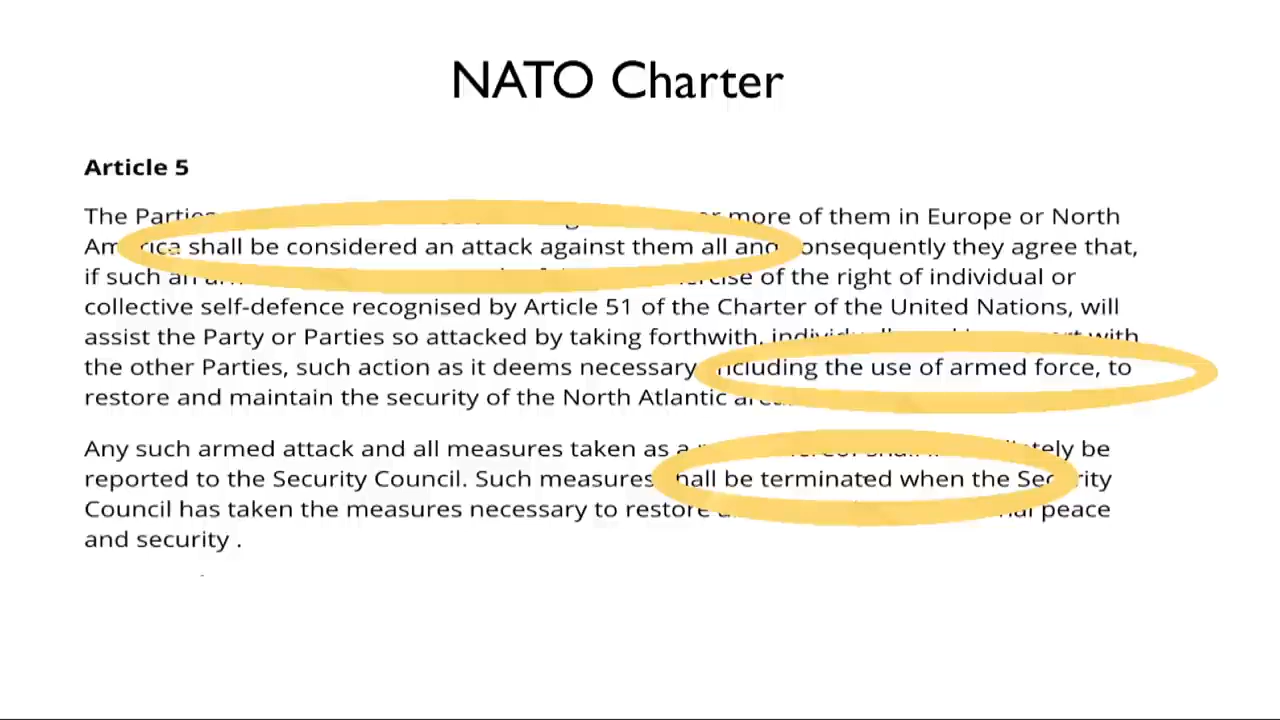 NATO Charter
Article 5
The Parties more of them in Europe or North
America shall be considered an attack against them all and consequently they agree that,
if such an of the right of individual or
collective self-defence recognised by Article 51 of the Charter of the United Nations, will
assist the Party or Parties so attacked by taking forthwith, with
the other Parties, such action as it deems necessary including the use of armed force, to
restore and maintain the security of the North Atlantic
Any such armed attack and all measures taken as a be
reported to the Security Council. Such measures shall be terminated when the Security
Council has taken the measures necessary to restore peace
and security .